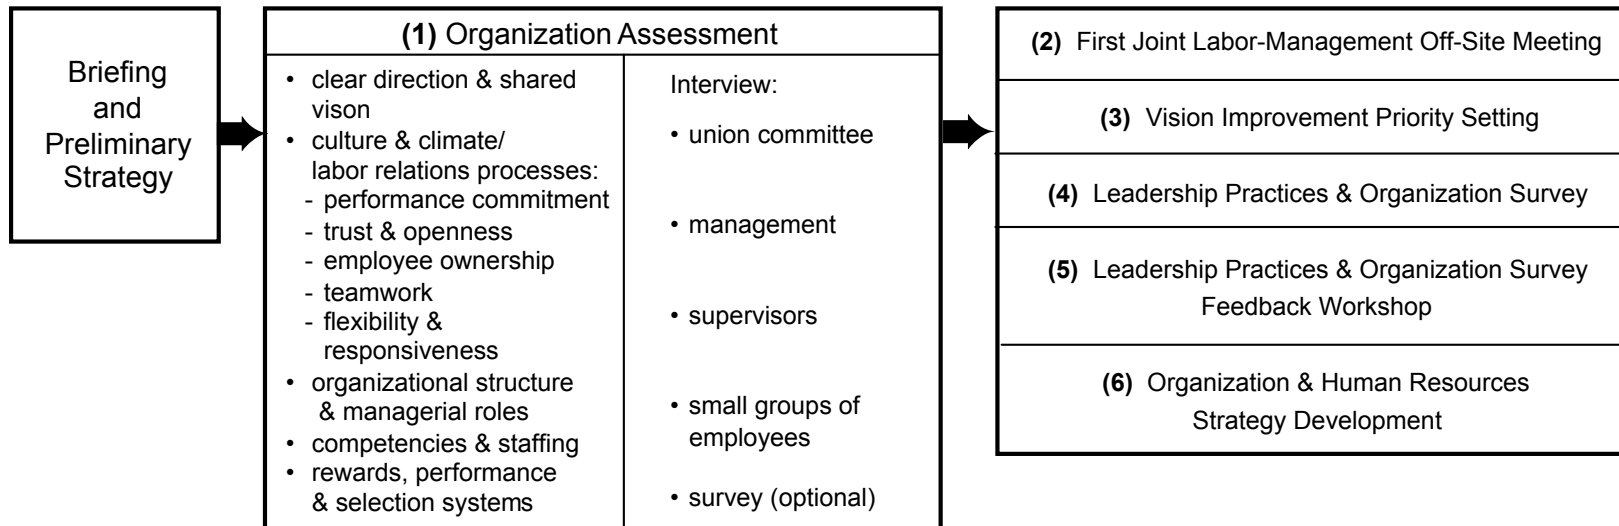 Briefing
and
Preliminary
Strategy
(1) Organization Assessment
• clear direction & shared
vison
• culture & climate/
labor relations processes:
- performance commitment
- trust & openness
- employee ownership
- teamwork
- flexibility &
responsiveness
• organizational structure
& managerial roles
• competencies & staffing
• rewards, performance
& selection systems
Interview:
• union committee
• management
• supervisors
• small groups of
employees
• survey (optional)
(2) First Joint Labor-Management Off-Site Meeting
(3) Vision Improvement Priority Setting
(4) Leadership Practices & Organization Survey
(5) Leadership Practices & Organization Survey
Feedback Workshop
(6) Organization & Human Resources
Strategy Development